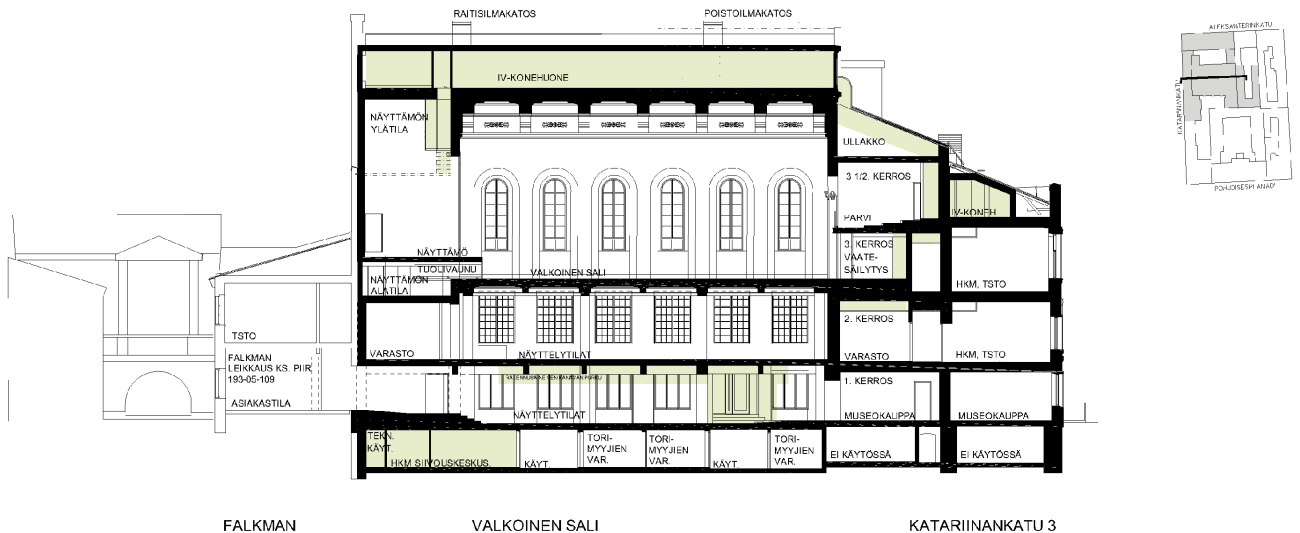 RAITISILMAKATOS
POISTOILMAKATOS
ALEKSANTERINKATU
KATARIINANKATU
POHJOISESPLANADI
IV-KONEHUONE
NÄYTTÄMÖN
YLÄTILA
ULLAKKO
3 1/2. KERROS
PARVI
IV-KONEH
NÄYTTÄMÖ
TUOLIVAUNU
NÄYTTÄMÖN
ALATILA
VALKOINEN SALI
3. KERROS
VAATE-
SÄILYTYS
HKM, TSTO
TSTO
VARASTO
NÄYTTELYTILAT
2. KERROS
VARASTO
HKM, TSTO
FALKMAN
LEIKKAUS KS. PIIR.
193-05-109
ASIAKASTILA
NÄYTTELYTILAT
1. KERROS
MUSEOKAUPPA
MUSEOKAUPPA
TEKN.
KÄYT.
HKM SIIVOUSKESKUS.
KÄYT.
TORI-
MYYJIEN
VAR.
TORI-
MYYJIEN
VAR.
KÄYT.
TORI-
MYYJIEN
VAR.
EI KÄYTÖSSÄ
EI KÄYTÖSSÄ
FALKMAN
VALKOINEN SALI
KATARIINANKATU 3